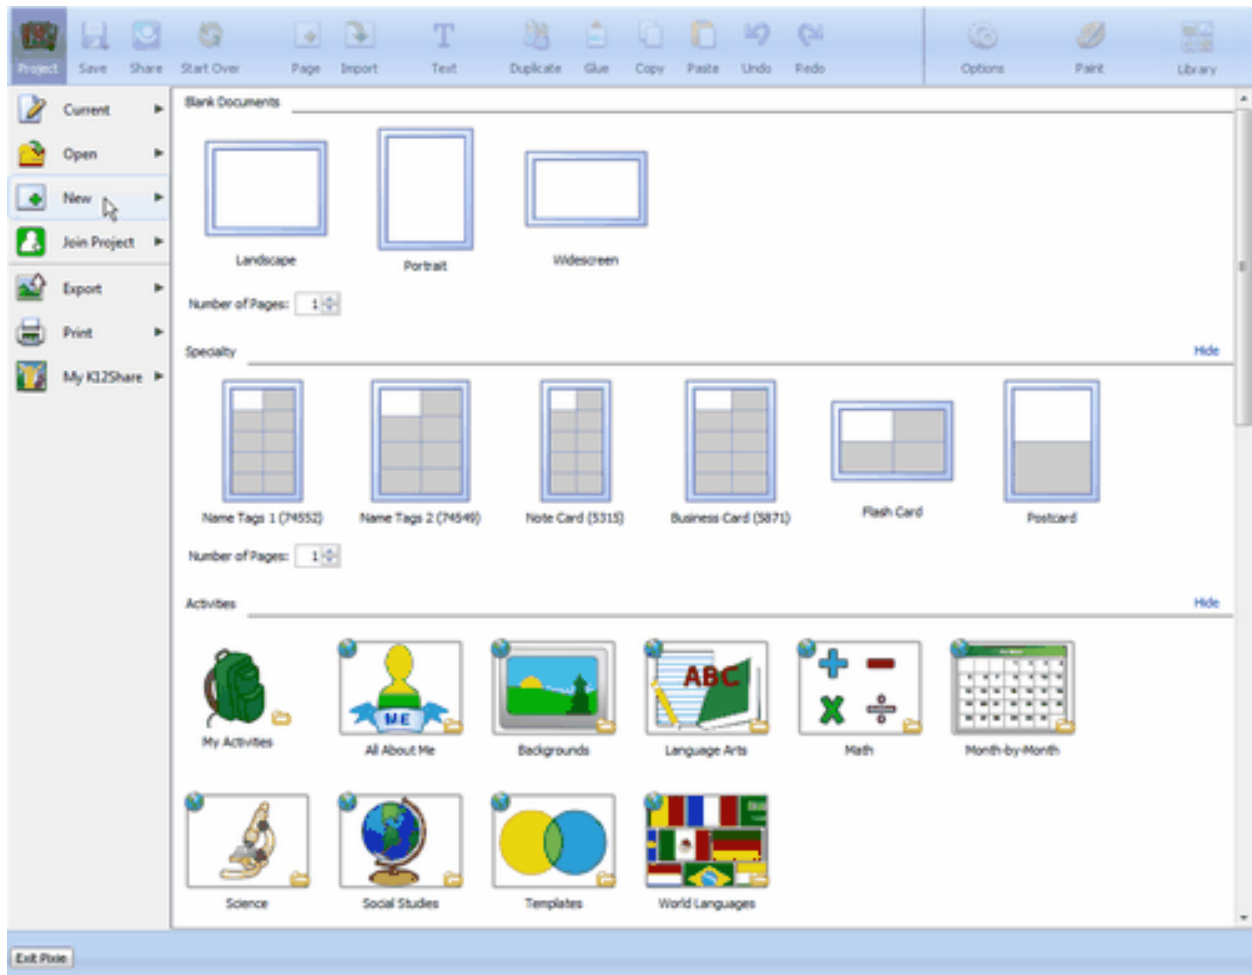 Project Save Share Start Over Page Import Text Duplicate Glue Copy Paste Undo Redo Options Paint Library
Current
Open
New
Join Project
Export
Print
My K12Share
Blank Documents
Landscape Portrait Widescreen
Number of Pages: 1
Specialty Hide
Name Tags 1 (74552) Name Tags 2 (74549) Note Card (5315) Business Card (5871) Flash Card Postcard
Number of Pages: 1
Activities Hide
ME
ABC
My Activities All About Me Backgrounds Language Arts Math Month-by-Month
Science Social Studies Templates World Languages
Exit Pixie